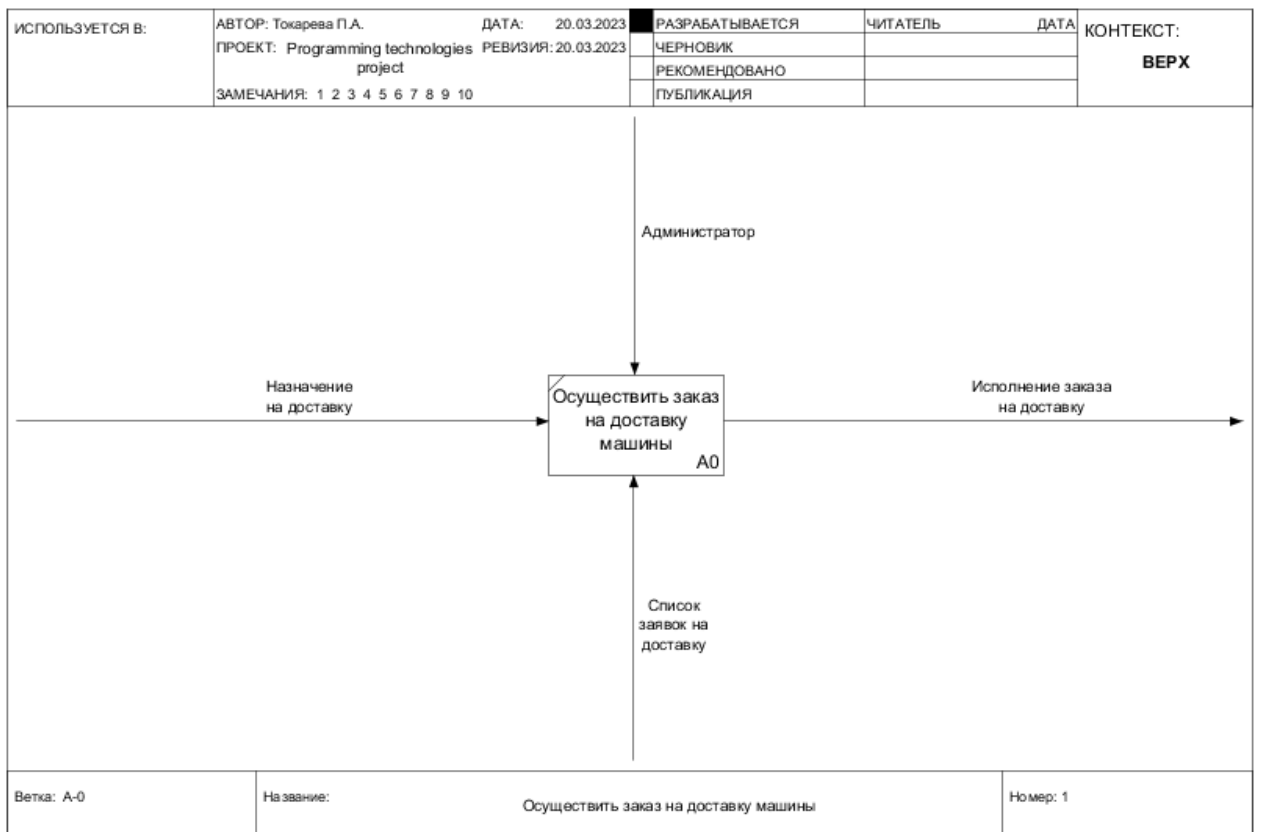 ИСПОЛЬЗУЕТСЯ В:
АВТОР: Токарева П.А.
ДАТА: 20.03.2023
ПРОЕКТ: Programming technologies
project
РЕВИЗИЯ: 20.03.2023
ЗАМЕЧАНИЯ: 1 2 3 4 5 6 7 8 9 10
РАЗРАБАТЫВАЕТСЯ
ЧЕРНОВИК
РЕКОМЕНДОВАНО
ПУБЛИКАЦИЯ
ЧИТАТЕЛЬ
ДАТА
КОНТЕКСТ:
ВЕРХ
Администратор
Назначение
на доставку
Осуществить заказ
на доставку
машины
A0
Исполнение заказа
на доставку
Список
заявок на
доставку
Ветка: A-0
Название:
Осуществить заказ на доставку машины
Номер: 1